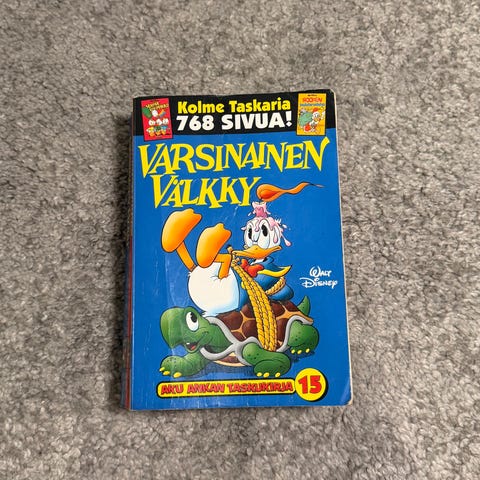 Kolme Taskaria
768 SIVUA!
VARSINAINEN
VÄLKKY
WALT
DISNEY
AKU ANKAN TASKUKIRJA 15